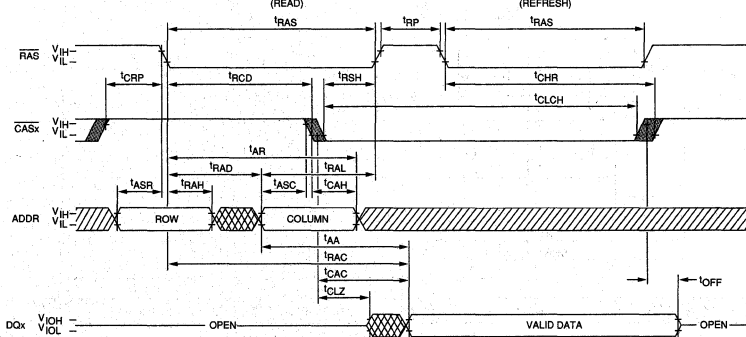 (READ) (REFRESH)
tRAS tRP tRAS
RAS VIH VIL
tCRP tRCD tRSH tCHR
tCLCH
CASx VIH VIL
tAR
tRAD tRAL
tASR tRAH tASC tCAH
ADDR VIH VIL ROW COLUMN
tAA
tRAC
tCAC tOFF
tCLZ
DQx VIOH VIOL OPEN VALID DATA OPEN